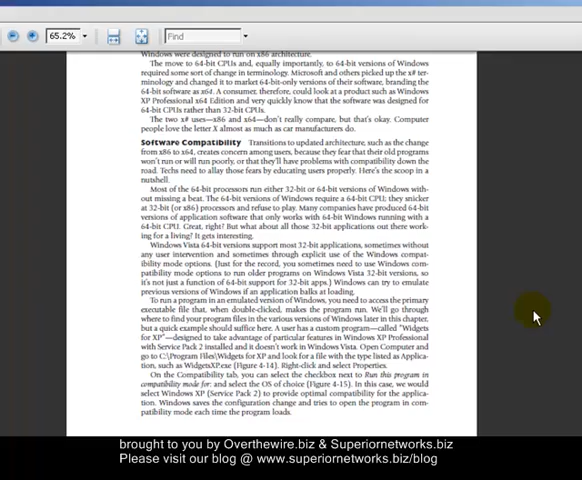 65.2%
Find
Windows were designed to run on x86 architecture.
The move to 64-bit CPUs and, equally importantly, to 64-bit versions of Windows
required some sort of change in terminology. Microsoft and others picked up the x# ter-
minology and changed it to market 64-bit-only versions of their software, branding the
64-bit software as x64. A consumer, therefore, could look at a product such as Windows
XP Professional x64 Edition and very quickly know that the software was designed for
64-bit CPUs rather than 32-bit CPUs.
The two x# uses—x86 and x64—don't really compare, but that's okay. Computer
people love the letter X almost as much as car manufacturers do.
Software Compatibility Transitions to updated architecture, such as the change
from x86 to x64, creates concern among users, because they fear that their old programs
won't run or will run poorly, or that they'll have problems with compatibility down the
road. Techs need to allay those fears by educating users properly. Here's the scoop in a
nutshell.
Most of the 64-bit processors run either 32-bit or 64-bit versions of Windows with-
out missing a beat. The 64-bit versions of Windows require a 64-bit CPU; they snicker
at 32-bit (or x86) processors and refuse to play. Many companies have produced 64-bit
versions of application software that only works with 64-bit Windows running with a
64-bit CPU. Great, right? But what about all those 32-bit applications out there work-
ing for a living? It gets interesting.
Windows Vista 64-bit versions support most 32-bit applications, sometimes without
any user intervention and sometimes through explicit use of the Windows compat-
ibility mode options. (Just for the record, you sometimes need to use Windows com-
patibility mode options to run older programs on Windows Vista 32-bit versions, so
it's not just a function of 64-bit support for 32-bit apps.) Windows can try to emulate
previous versions of Windows if an application balks at loading.
To run a program in an emulated version of Windows, you need to access the primary
executable file that, when double-clicked, makes the program run. We'll go through
where to find your program files in the various versions of Windows later in this chapter,
but a quick example should suffice here. A user has a custom program—called "Widgets
for XP"—designed to take advantage of particular features in Windows XP Professional
with Service Pack 2 installed and it doesn't work in Windows Vista. Open Computer and
go to C:\Program Files\Widgets for XP and look for a file with the type listed as Applica-
tion, such as WidgetsXP.exe (Figure 4-14). Right-click and select Properties.
On the Compatibility tab, you can select the checkbox next to Run this program in
compatibility mode for: and select the OS of choice (Figure 4-15). In this case, we would
select Windows XP (Service Pack 2) to provide optimal compatibility for the applica-
tion. Windows saves the configuration change and tries to open the program in com-
patibility mode each time the program loads.
brought to you by Overthewire.biz & Superiornetworks.biz
Please visit our blog @ www.superiornetworks.biz/blog